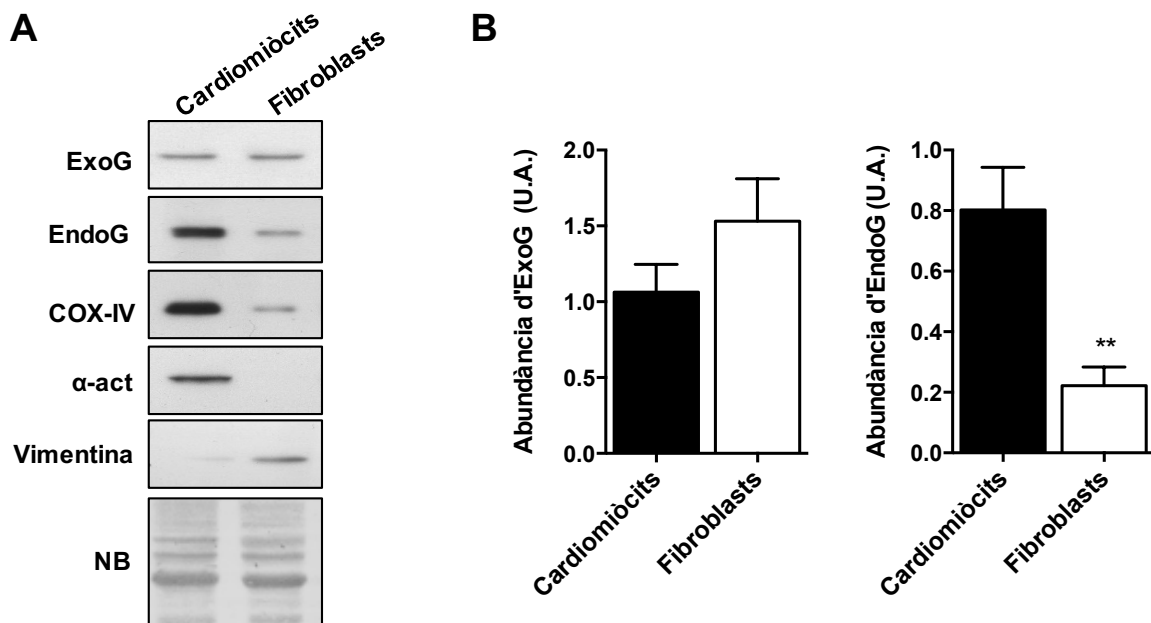 A
Cardiomiòcits
Fibroblasts
ExoG
EndoG
COX-IV
α-act
Vimentina
NB
B
Abundància d'ExoG (U.A.)
2.0
1.5
1.0
0.5
0.0
Cardiomiòcits
Fibroblasts
Abundància d'EndoG (U.A.)
1.0
0.8
0.6
0.4
0.2
0.0
**
Cardiomiòcits
Fibroblasts